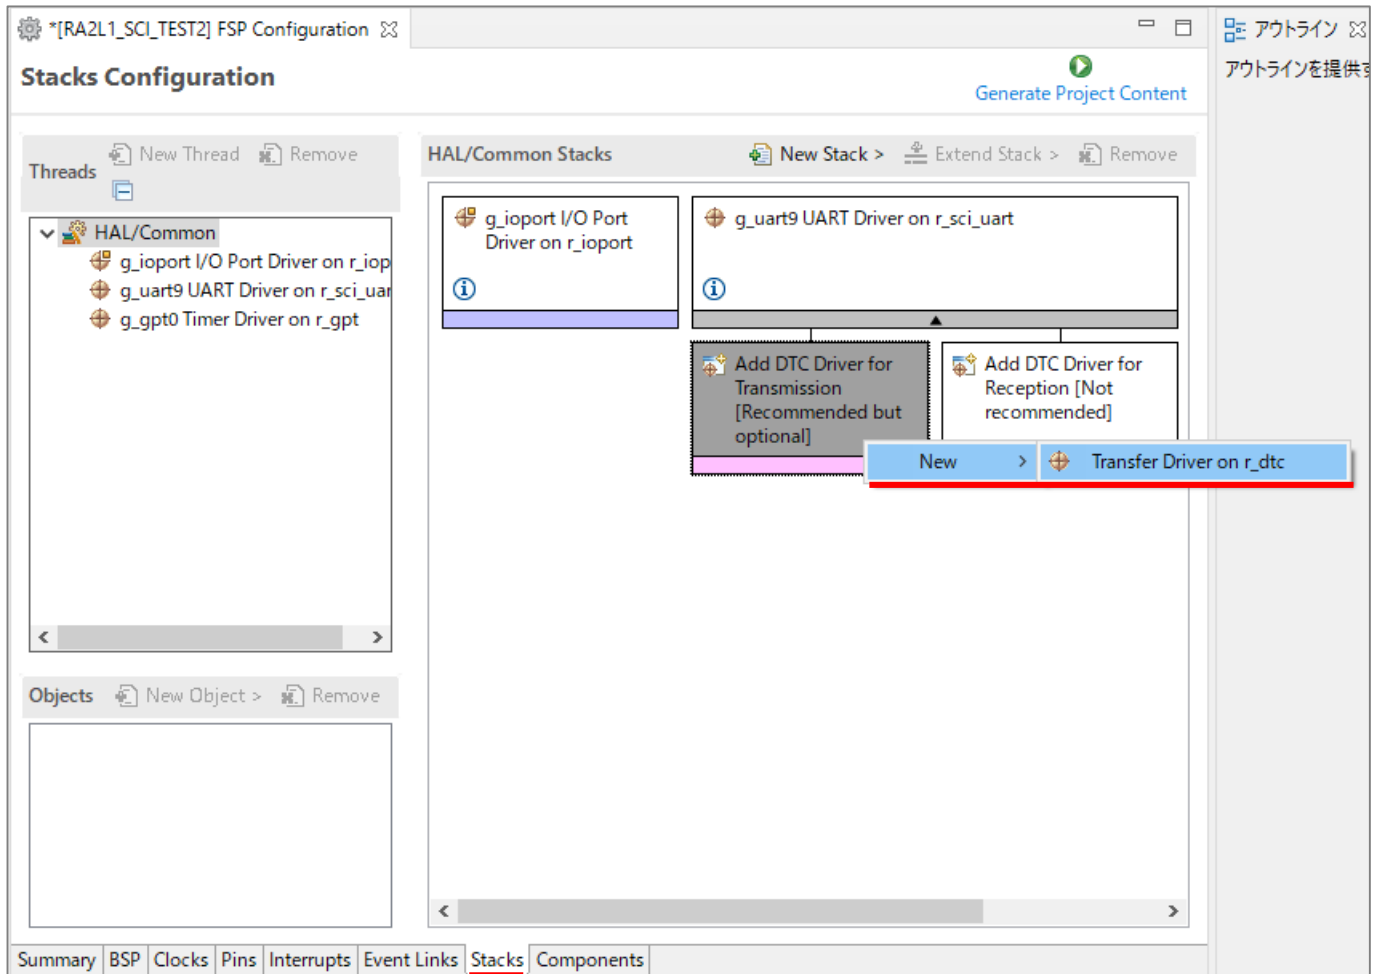 *[RA2L1_SCI_TEST2] FSP Configuration
アウトライン
Stacks Configuration
アウトラインを提供す
Generate Project Content
Threads
New Thread
Remove
HAL/Common Stacks
New Stack >
Extend Stack >
Remove
HAL/Common
g_ioport I/O Port Driver on r_iop
g_uart9 UART Driver on r_sci_uar
g_gpt0 Timer Driver on r_gpt
g_ioport I/O Port
Driver on r_ioport
g_uart9 UART Driver on r_sci_uart
Add DTC Driver for
Transmission
[Recommended but
optional]
Add DTC Driver for
Reception [Not
recommended]
New
Transfer Driver on r_dtc
Objects
New Object >
Remove
Summary
BSP
Clocks
Pins
Interrupts
Event Links
Stacks
Components